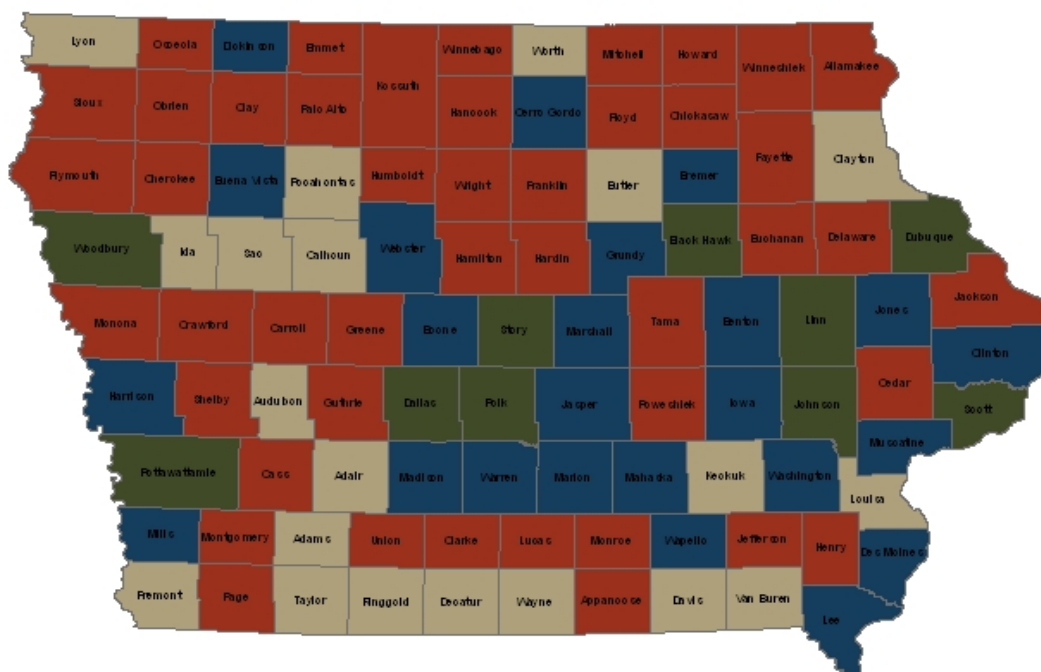 Lyon
Osceola
Dickinson
Emmet
Winnebago
Worth
Mitchell
Howard
Winneshiek
Allamakee
Kossuth
Sioux
Obrien
Clay
Palo Alto
Hancock
Cerro Gordo
Floyd
Chickasaw
Fayette
Clayton
Plymouth
Cherokee
Buena Vista
Pocahontas
Humboldt
Wright
Franklin
Butler
Bremer
Woodbury
Ida
Sac
Calhoun
Webster
Hamilton
Hardin
Grundy
Black Hawk
Buchanan
Delaware
Dubuque
Monona
Crawford
Carroll
Greene
Boone
Story
Marshall
Tama
Benton
Linn
Jones
Jackson
Clinton
Harrison
Shelby
Audubon
Guthrie
Dallas
Polk
Jasper
Poweshiek
Iowa
Johnson
Cedar
Scott
Muscatine
Pottawattamie
Cass
Adair
Madison
Warren
Marion
Mahaska
Keokuk
Washington
Louisa
Mills
Montgomery
Adams
Union
Clarke
Lucas
Monroe
Wapello
Jefferson
Henry
Des Moines
Fremont
Page
Taylor
Ringgold
Decatur
Wayne
Appanoose
Davis
Van Buren
Lee